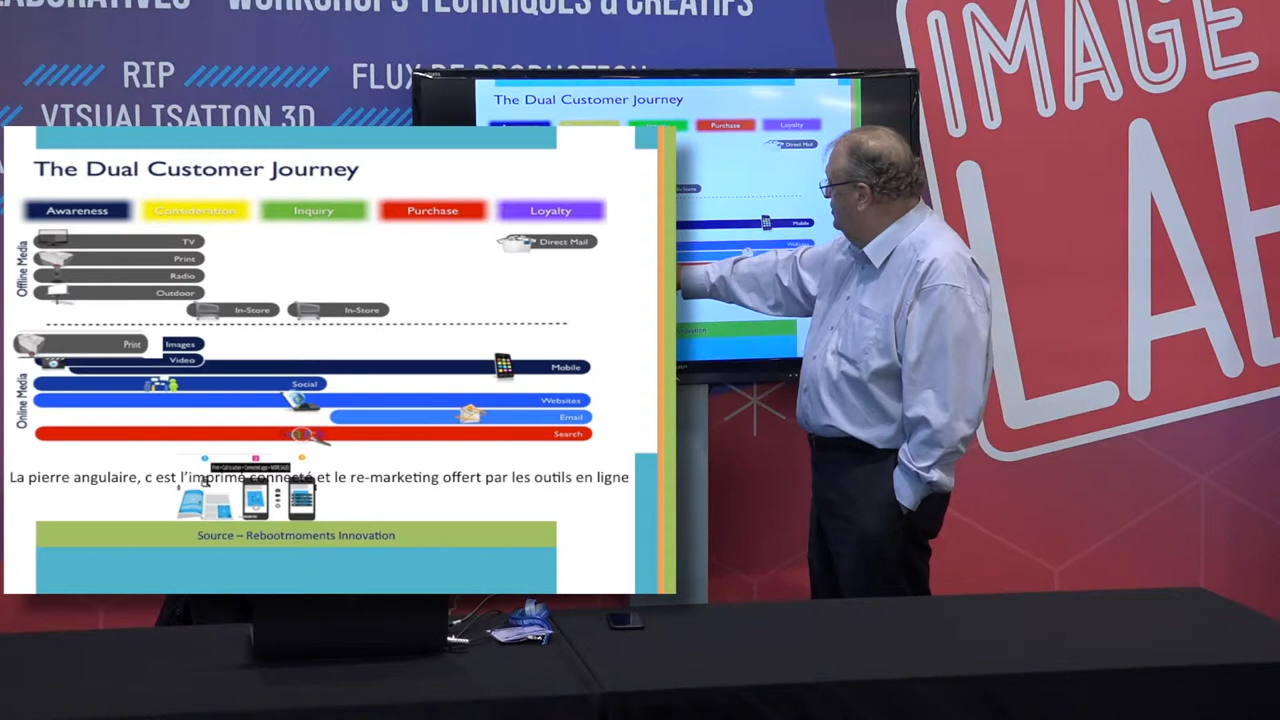 WORKSHOPS TECHNIQUES & CRÉATIFS
RIP
FLUX DE PRODUCTION
VISUALISATION 3D
IMAGE
LAB
The Dual Customer Journey
Purchase
Loyalty
Direct Mail
Mobile
Websites
The Dual Customer Journey
Awareness
Consideration
Inquiry
Purchase
Loyalty
Offline Media
TV
Direct Mail
Print
Radio
Outdoor
In-Store
In-Store
Online Media
Print
Images
Video
Mobile
Social
Websites
Email
Search
La pierre angulaire, c est l’imprimé connecté et le re-marketing offert par les outils en ligne
Source – Rebootmoments Innovation